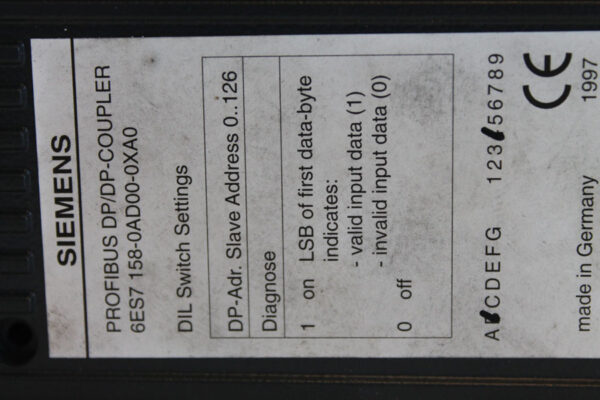 SIEMENS
PROFIBUS DP/DP-COUPLER
6ES7 158-0AD00-0XA0
DIL Switch Settings
DP-Adr. Slave Address 0..126
Diagnose
1 on LSB of first data-byte
indicates:
- valid input data (1)
- invalid input data (0)
0 off
A CDEFG 123 56789
CE
made in Germany 1997